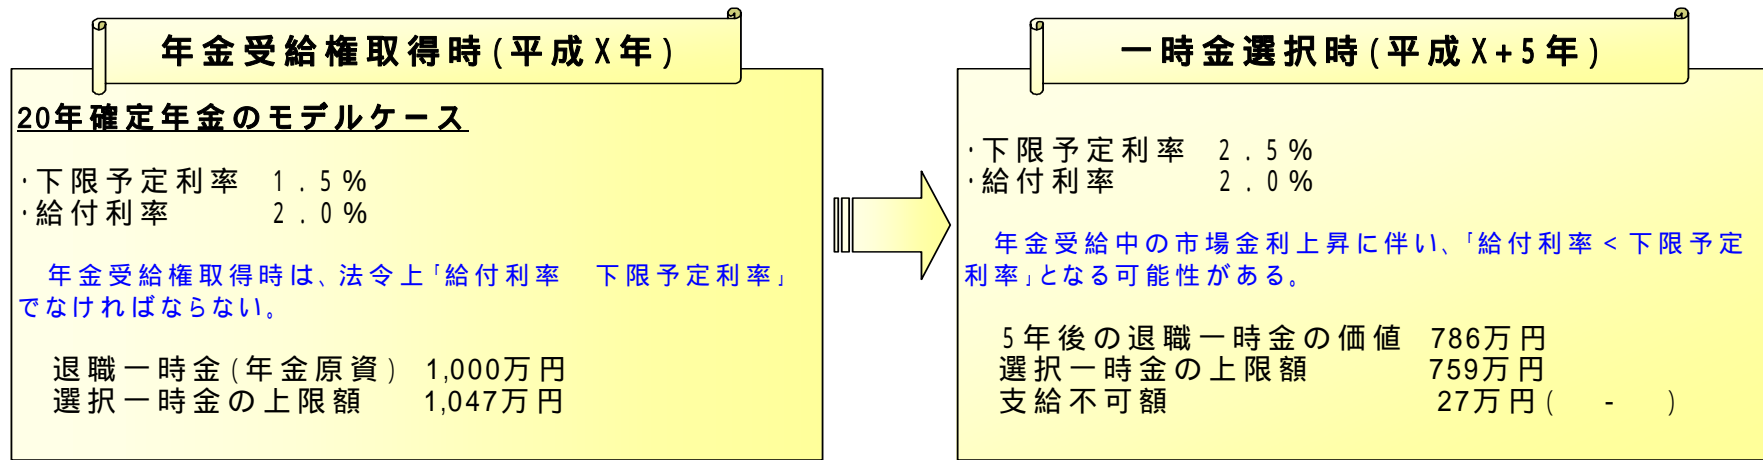 年金受給権取得時(平成X年)
20年確定年金のモデルケース
・下限予定利率 1.5%
・給付利率 2.0%
年金受給権取得時は、法令上「給付利率 下限予定利率」
でなければならない。
退職一時金(年金原資) 1,000万円
選択一時金の上限額 1,047万円
一時金選択時(平成X+5年)
・下限予定利率 2.5%
・給付利率 2.0%
年金受給中の市場金利上昇に伴い、「給付利率<下限予定
利率」となる可能性がある。
5年後の退職一時金の価値 786万円
選択一時金の上限額 759万円
支給不可額 27万円( - )